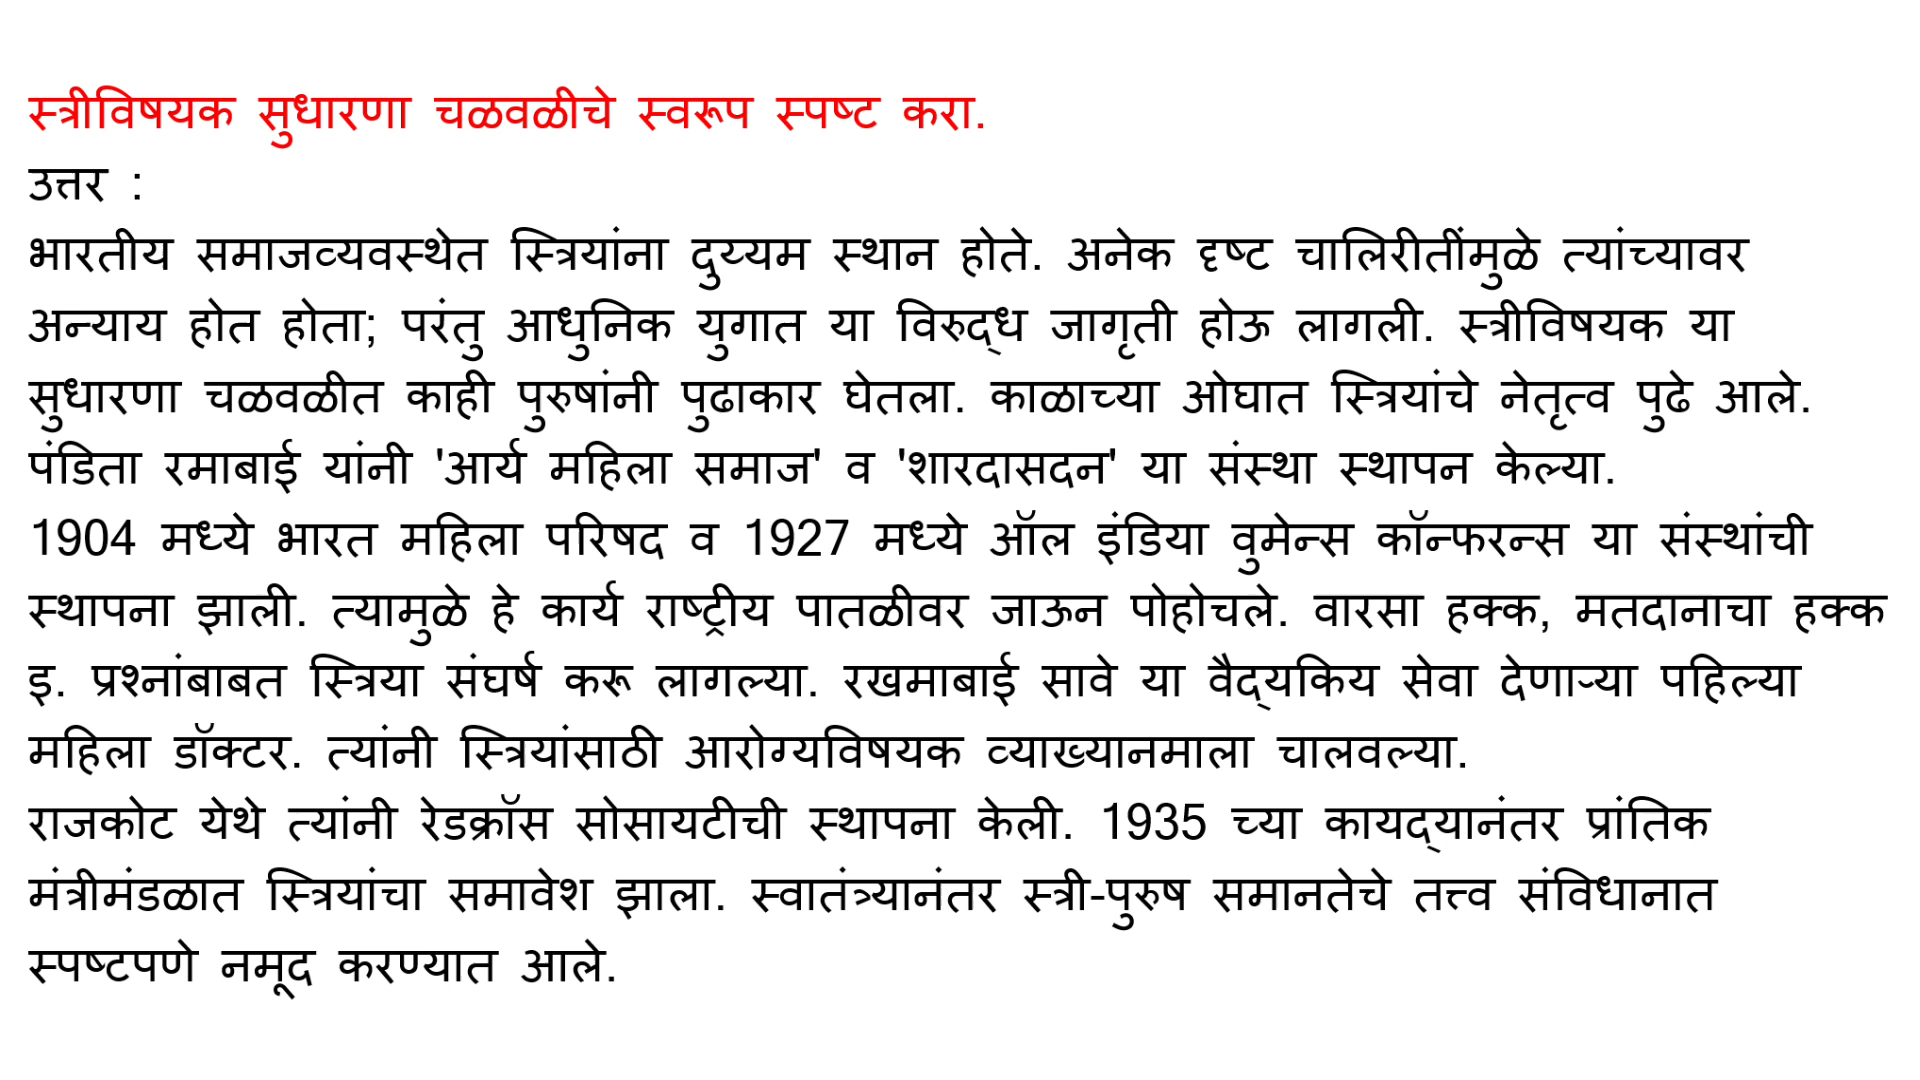 स्त्रीविषयक सुधारणा चळवळीचे स्वरूप स्पष्ट करा.
उत्तर :
भारतीय समाजव्यवस्थेत स्त्रियांना दुय्यम स्थान होते. अनेक दृष्ट चालिरीतींमुळे त्यांच्यावर
अन्याय होत होता; परंतु आधुनिक युगात या विरुद्ध जागृती होऊ लागली. स्त्रीविषयक या
सुधारणा चळवळीत काही पुरुषांनी पुढाकार घेतला. काळाच्या ओघात स्त्रियांचे नेतृत्व पुढे आले.
पंडिता रमाबाई यांनी 'आर्य महिला समाज' व 'शारदासदन' या संस्था स्थापन केल्या.
1904 मध्ये भारत महिला परिषद व 1927 मध्ये ऑल इंडिया वुमेन्स कॉन्फरन्स या संस्थांची
स्थापना झाली. त्यामुळे हे कार्य राष्ट्रीय पातळीवर जाऊन पोहोचले. वारसा हक्क, मतदानाचा हक्क
इ. प्रश्नांबाबत स्त्रिया संघर्ष करू लागल्या. रखमाबाई सावे या वैद्यकिय सेवा देणाऱ्या पहिल्या
महिला डॉक्टर. त्यांनी स्त्रियांसाठी आरोग्यविषयक व्याख्यानमाला चालवल्या.
राजकोट येथे त्यांनी रेडक्रॉस सोसायटीची स्थापना केली. 1935 च्या कायद्यानंतर प्रांतिक
मंत्रीमंडळात स्त्रियांचा समावेश झाला. स्वातंत्र्यानंतर स्त्री-पुरुष समानतेचे तत्त्व संविधानात
स्पष्टपणे नमूद करण्यात आले.